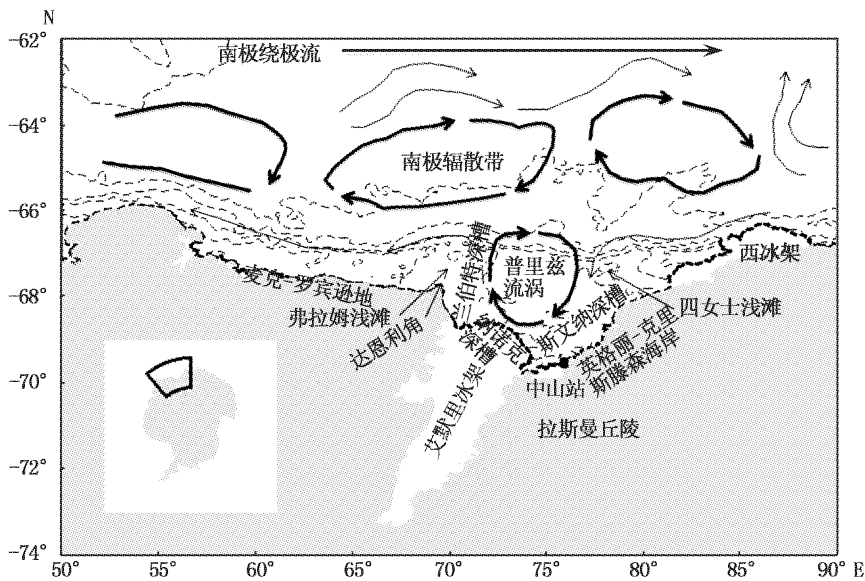 N
-62°
南极绕极流
-64°
南极辐散带
-66°
兰伯特深槽
普里兹
流涡
西冰架
麦克-罗宾逊地
-68°
弗拉姆浅滩
四女士浅滩
达恩利角
纳诺克
深槽
斯文纳深槽
英格丽-克里
斯滕森海岸
-70°
中山站
艾默里冰架
拉斯曼丘陵
-72°
-74°
50° 55° 60° 65° 70° 75° 80° 85° 90° E